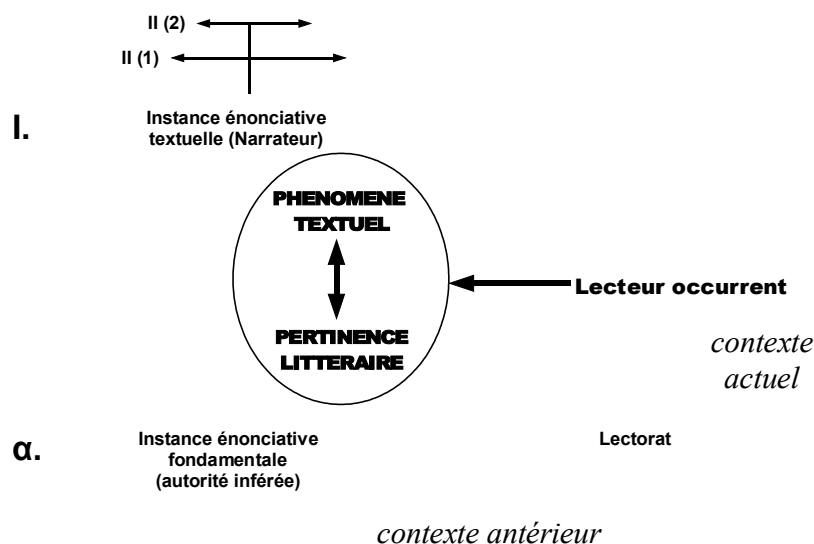 II (2)
II (1)
I.
Instance énonciative
textuelle (Narrateur)
PHENOMENE
TEXTUEL
Lecteur occurrent
PERTINENCE
LITTERAIRE
contexte
actuel
α.
Instance énonciative
fondamentale
(autorité inférée)
Lectorat
contexte antérieur